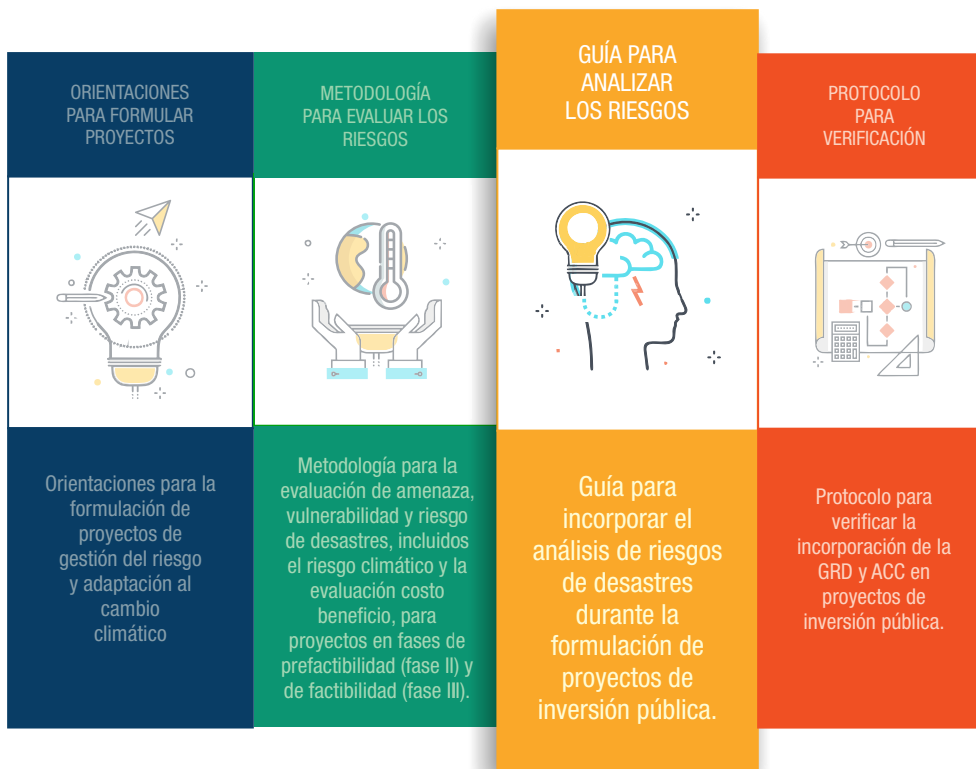 ORIENTACIONES
PARA FORMULAR
PROYECTOS
Orientaciones para la
formulación de
proyectos de
gestión del riesgo
y adaptación al
cambio
climático
METODOLOGÍA
PARA EVALUAR LOS
RIESGOS
Metodología para la
evaluación de amenaza,
vulnerabilidad y riesgo
de desastres, incluidos
el riesgo climático y la
evaluación costo
beneficio, para
proyectos en fases de
prefactibilidad (fase II) y
de factibilidad (fase III).
GUÍA PARA
ANALIZAR
LOS RIESGOS
Guía para
incorporar el
análisis de riesgos
de desastres
durante la
formulación de
proyectos de
inversión pública.
PROTOCOLO
PARA
VERIFICACIÓN
Protocolo para
verificar la
incorporación de la
GRD y ACC en
proyectos de
inversión pública.